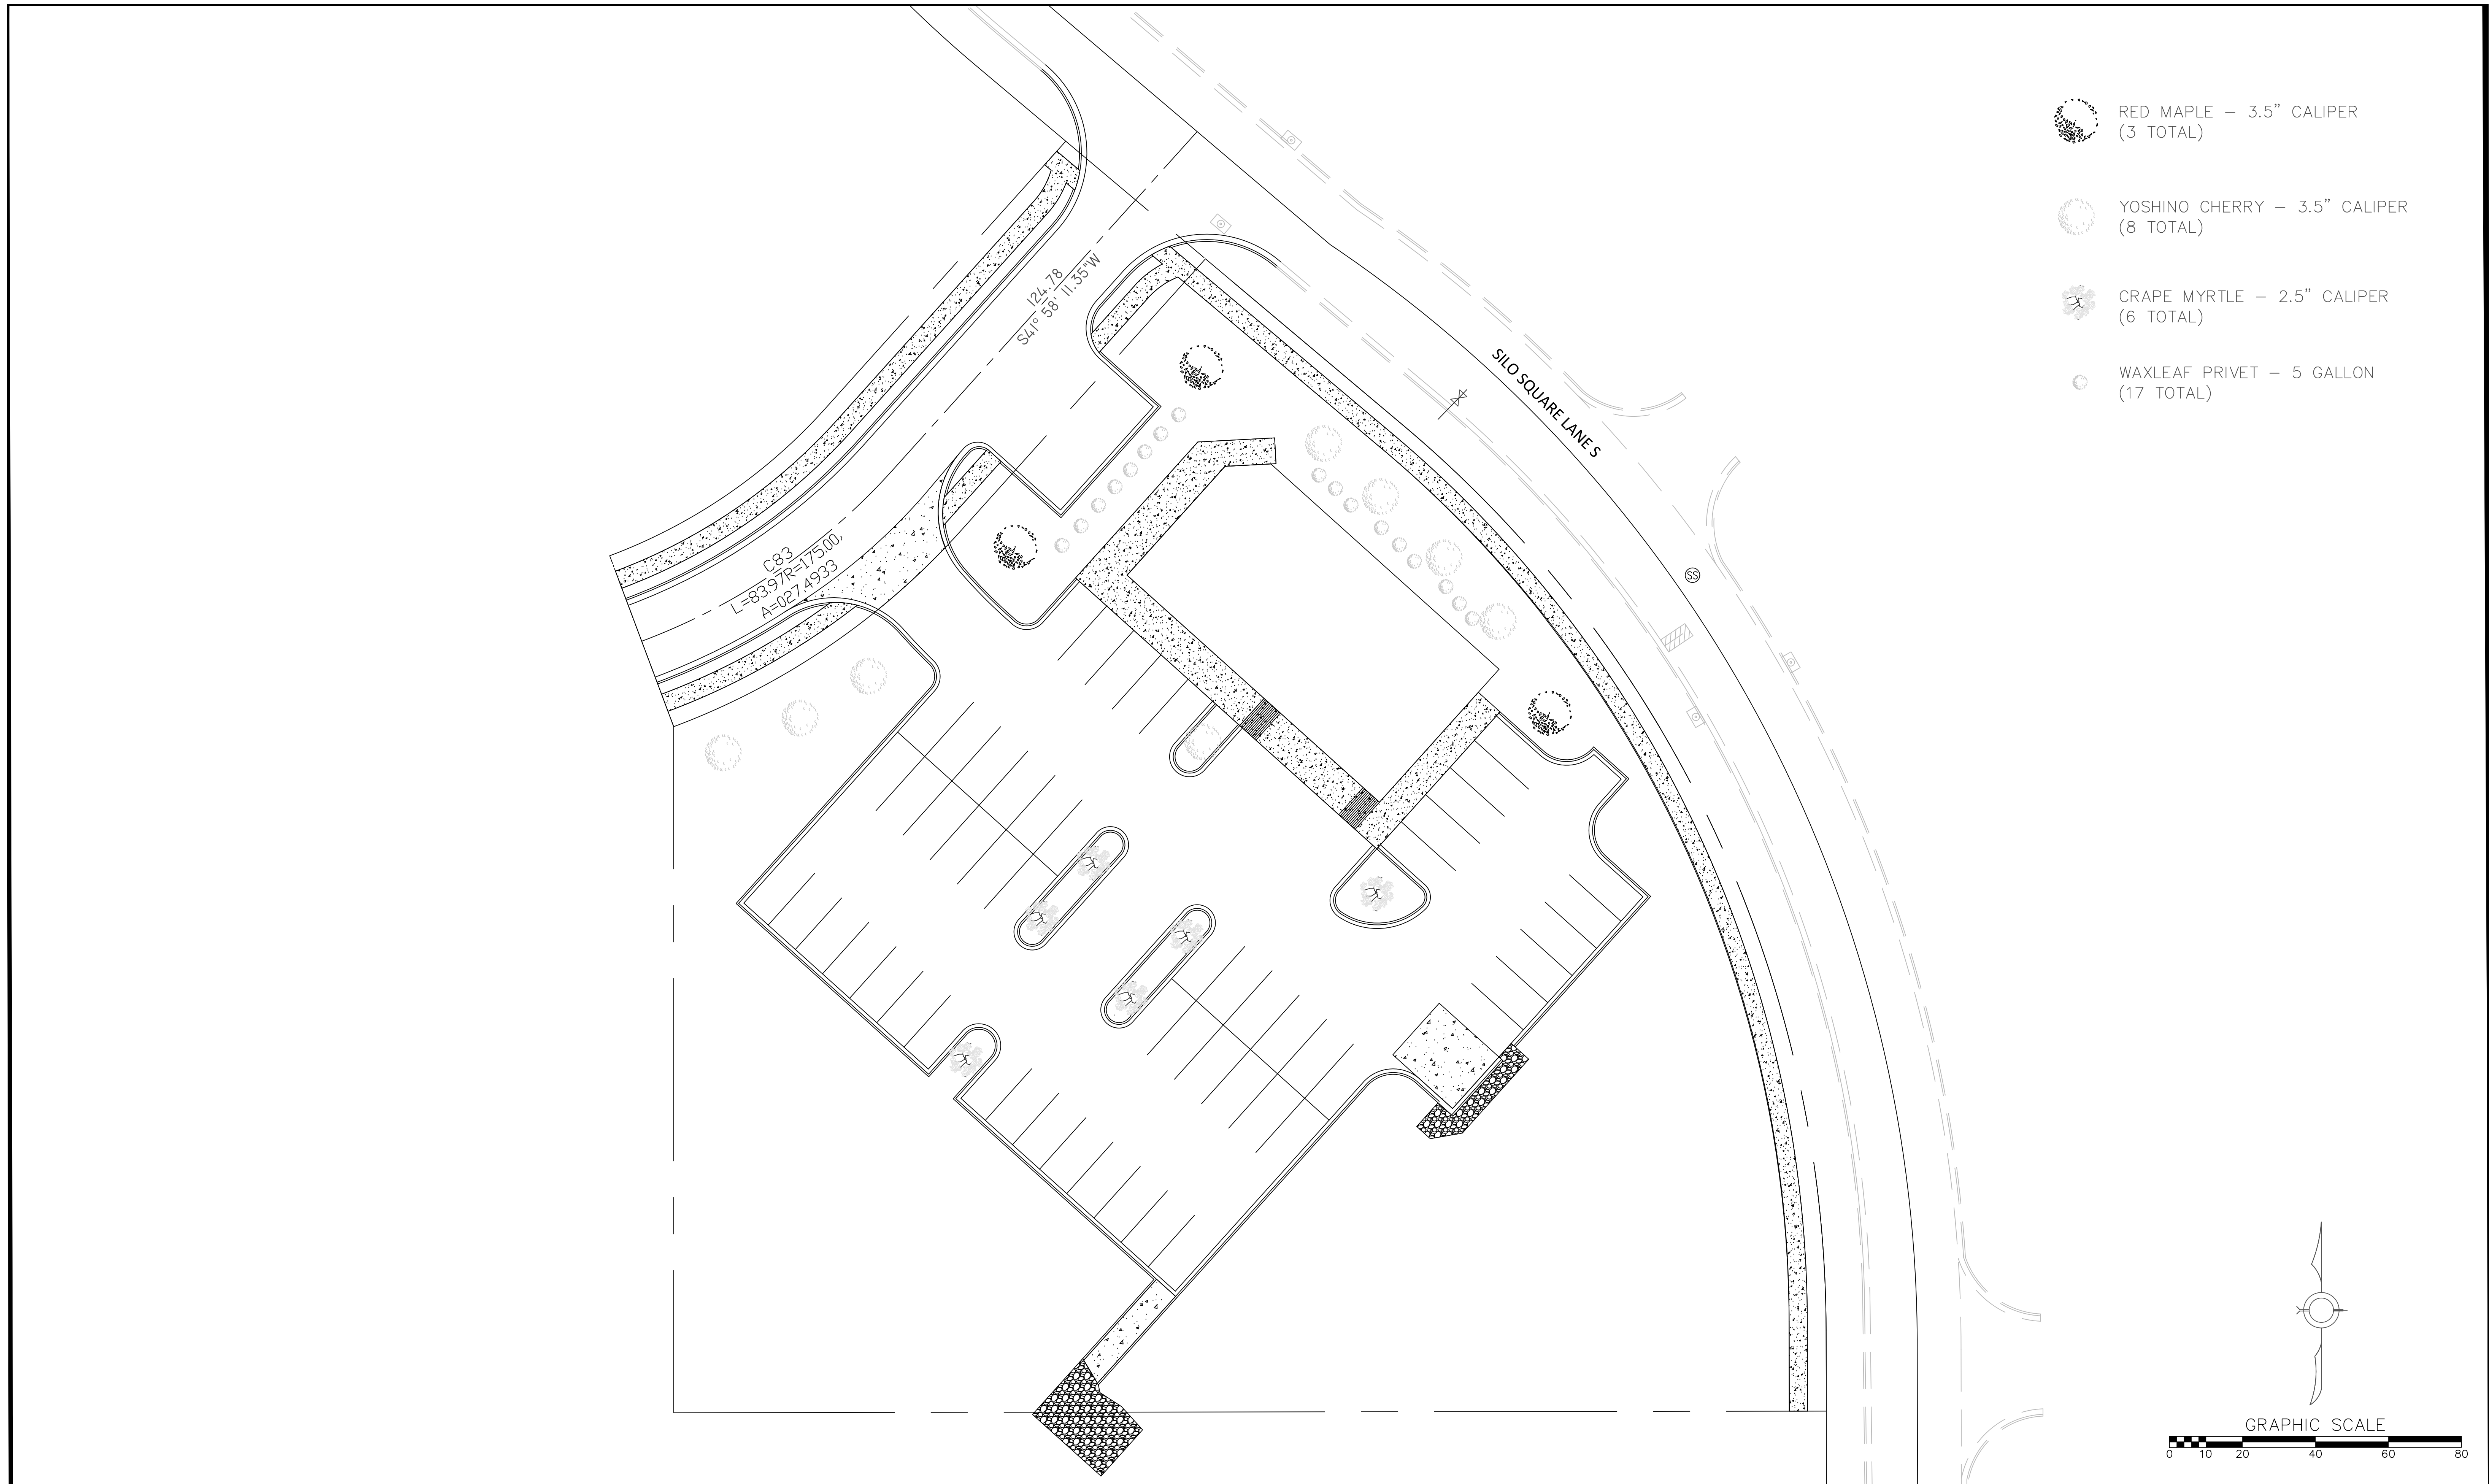 RED MAPLE – 3.5” CALIPER
(3 TOTAL)
YOSHINO CHERRY – 3.5” CALIPER
(8 TOTAL)
CRAPE MYRTLE – 2.5” CALIPER
(6 TOTAL)
WAXLEAF PRIVET – 5 GALLON
(17 TOTAL)
124.78
S41° 58' 11.35"W
SILO SQUARE LANE S
C83
L=83.97R=175.00,
A=027.4933
SS
GRAPHIC SCALE
0 10 20 40 60 80